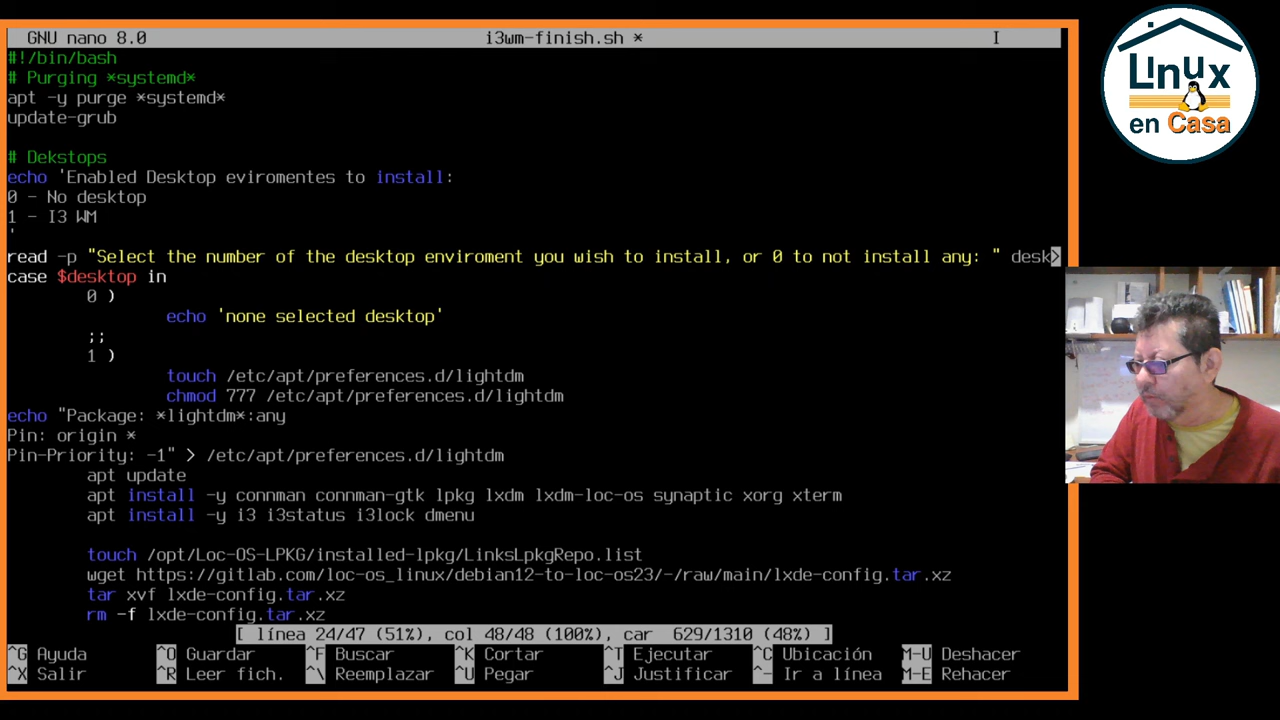 GNU nano 8.0 i3wm-finish.sh * I
#!/bin/bash
# Purging *systemd*
apt -y purge *systemd*
update-grub
# Dekstops
echo 'Enabled Desktop eviromentes to install:
0 - No desktop
1 - I3 WM
'
read -p "Select the number of the desktop enviroment you wish to install, or 0 to not install any: " desk>
case $desktop in
0 )
echo 'none selected desktop'
;;
1 )
touch /etc/apt/preferences.d/lightdm
chmod 777 /etc/apt/preferences.d/lightdm
echo "Package: *lightdm*:any
Pin: origin *
Pin-Priority: -1" > /etc/apt/preferences.d/lightdm
apt update
apt install -y connman connman-gtk lpkg lxdm lxdm-loc-os synaptic xorg xterm
apt install -y i3 i3status i3lock dmenu
touch /opt/Loc-OS-LPKG/installed-lpkg/LinksLpkgRepo.list
wget https://gitlab.com/loc-os_linux/debian12-to-loc-os23/-/raw/main/lxde-config.tar.xz
tar xvf lxde-config.tar.xz
rm -f lxde-config.tar.xz
[ línea 24/47 (51%), col 48/48 (100%), car 629/1310 (48%) ]
^G Ayuda ^O Guardar ^F Buscar ^K Cortar ^T Ejecutar ^C Ubicación M-U Deshacer
^X Salir ^R Leer fich. ^\ Reemplazar ^U Pegar ^J Justificar ^- Ir a línea M-E Rehacer
Linux
en Casa